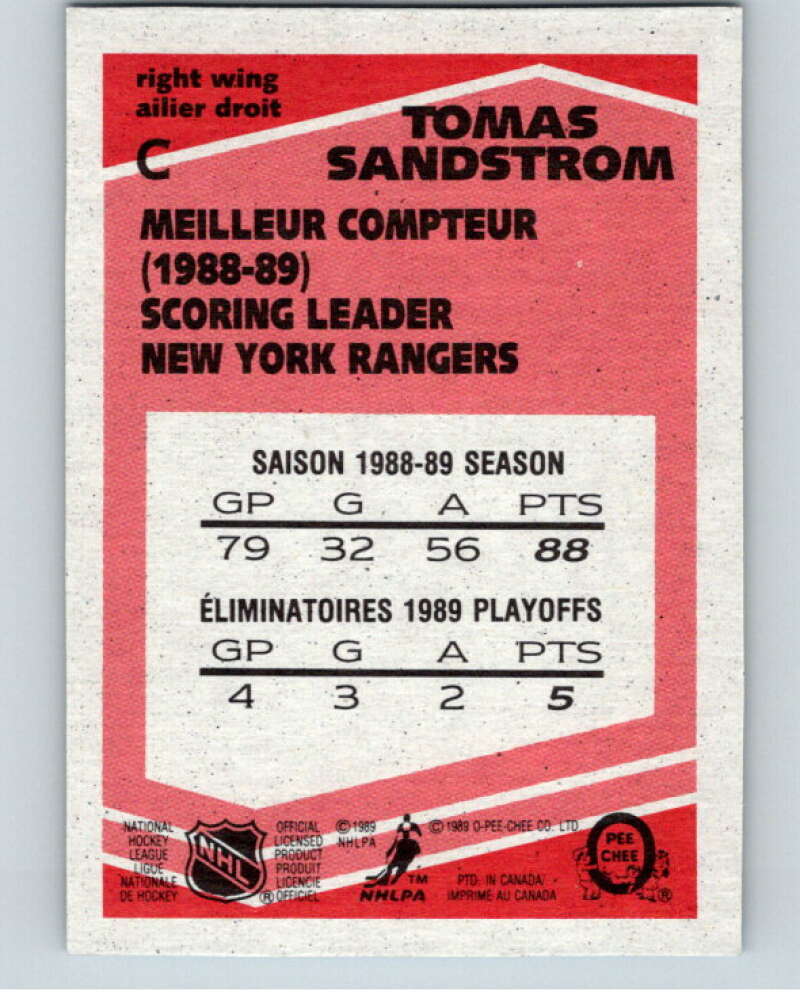 right wing
ailier droit
C
TOMAS
SANDSTROM
MEILLEUR COMPTEUR
(1988-89)
SCORING LEADER
NEW YORK RANGERS
SAISON 1988-89 SEASON
GP G A PTS
79 32 56 88
ÉLIMINATOIRES 1989 PLAYOFFS
GP G A PTS
4 3 2 5
NATIONAL
HOCKEY
LEAGUE
LIGUE
NATIONALE
DE HOCKEY
NHL
®
OFFICIAL
LICENSED
PRODUCT
PRODUIT
LICENCIE
OFFICIEL
© 1989
NHLPA
TM
NHLPA
© 1989 O-PEE-CHEE CO. LTD.
PTD. IN CANADA/
IMPRIME AU CANADA
O
PEE
CHEE
®